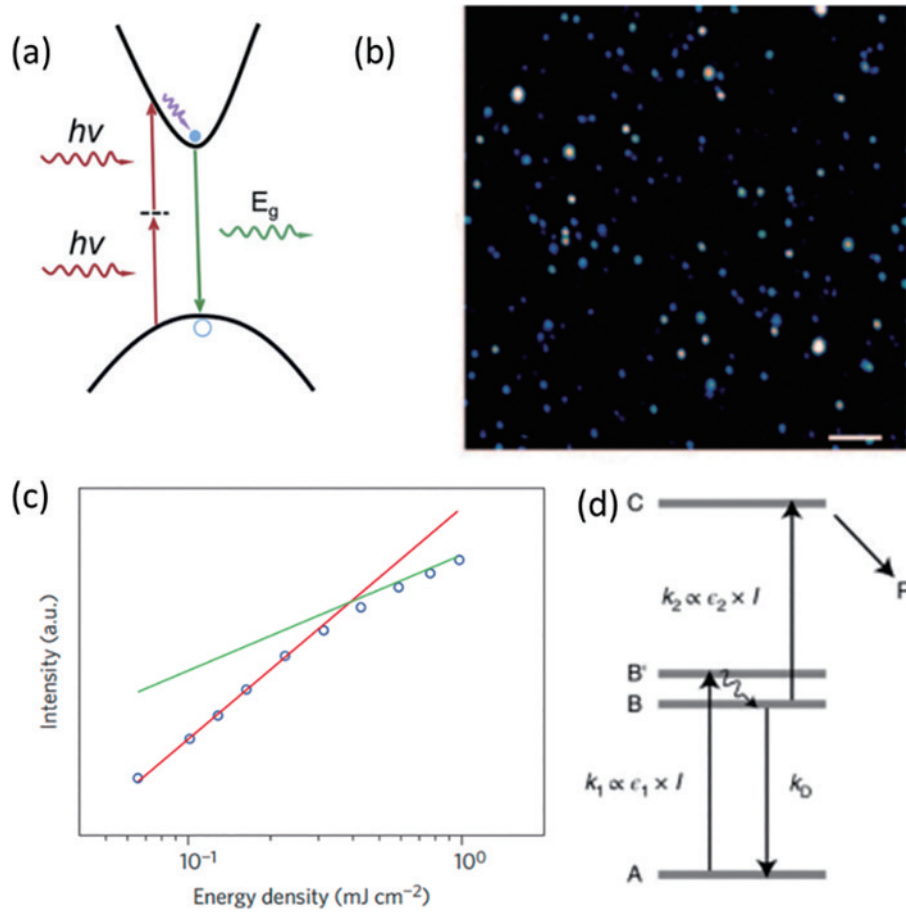 (a)
hν
hν
E_g
(b)
(c)
Intensity (a.u.)
10⁻¹
10⁰
Energy density (mJ cm⁻²)
(d)
C
k₂ ∝ ϵ₂ × I
B'
B
k₁ ∝ ϵ₁ × I
k_D
A